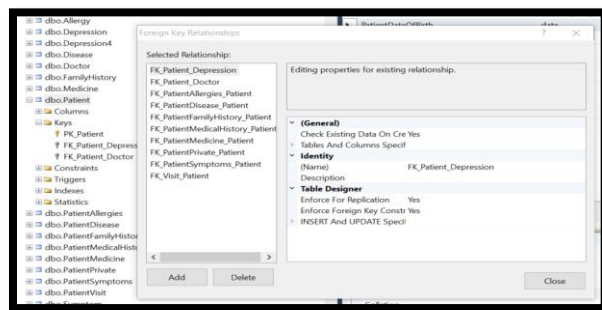 dbo.Allergy
dbo.Depression
dbo.Depression4
dbo.Disease
dbo.Doctor
dbo.FamilyHistory
dbo.Medicine
dbo.Patient
Columns
Keys
PK_Patient
FK_Patient_Depress
FK_Patient_Doctor
Constraints
Triggers
Indexes
Statistics
dbo.PatientAllergies
dbo.PatientDisease
dbo.PatientFamilyHistor
dbo.PatientMedicalHisto
dbo.PatientMedicine
dbo.PatientPrivate
dbo.PatientSymptoms
dbo.PatientVisit
PatientDateOfBirth date
Foreign Key Relationships ? ×
Selected Relationship:
FK_Patient_Depression
FK_Patient_Doctor
FK_PatientAllergies_Patient
FK_PatientDisease_Patient
FK_PatientFamilyHistory_Patient
FK_PatientMedicalHistory_Patient
FK_PatientMedicine_Patient
FK_PatientPrivate_Patient
FK_PatientSymptoms_Patient
FK_Visit_Patient
Add Delete
Editing properties for existing relationship.
(General)
Check Existing Data On Cre Yes
Tables And Columns Specif
Identity
(Name) FK_Patient_Depression
Description
Table Designer
Enforce For Replication Yes
Enforce Foreign Key Constr Yes
INSERT And UPDATE Specif
Close